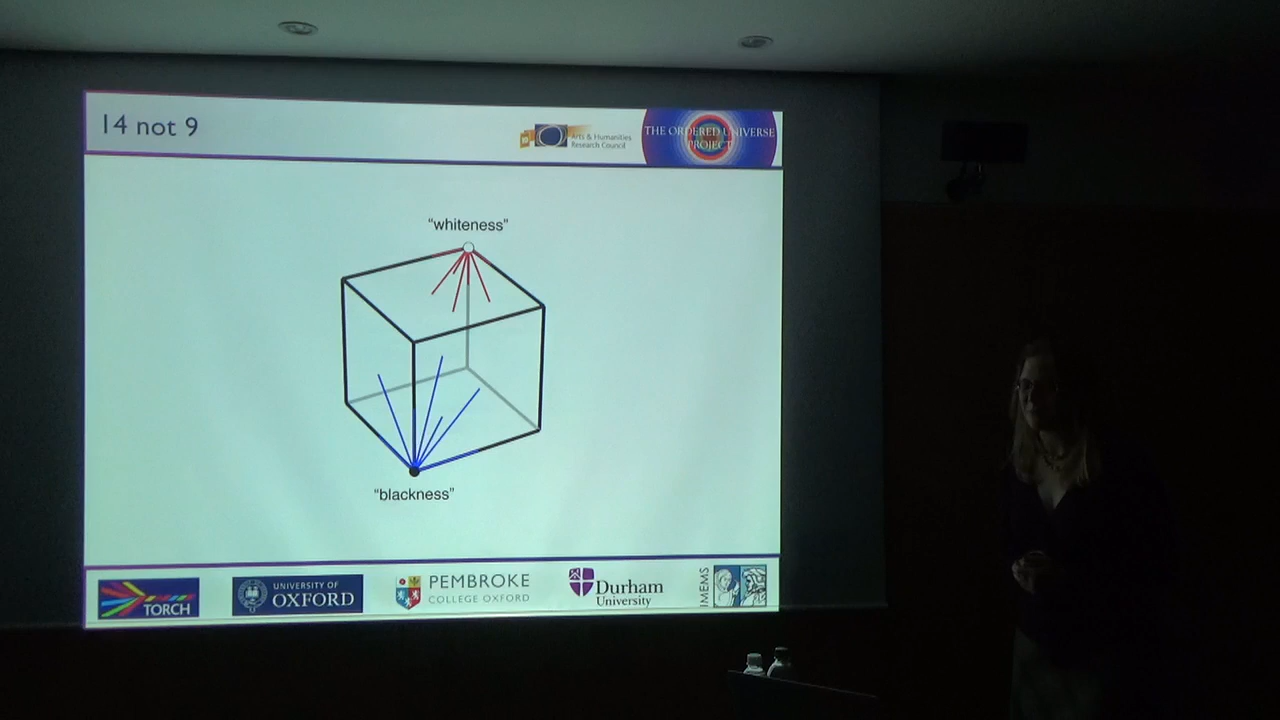 14 not 9
Arts & Humanities
Research Council
THE ORDERED UNIVERSE
PROJECT
“whiteness”
“blackness”
TORCH
UNIVERSITY OF
OXFORD
PEMBROKE
COLLEGE OXFORD
Durham
University
IMEMS